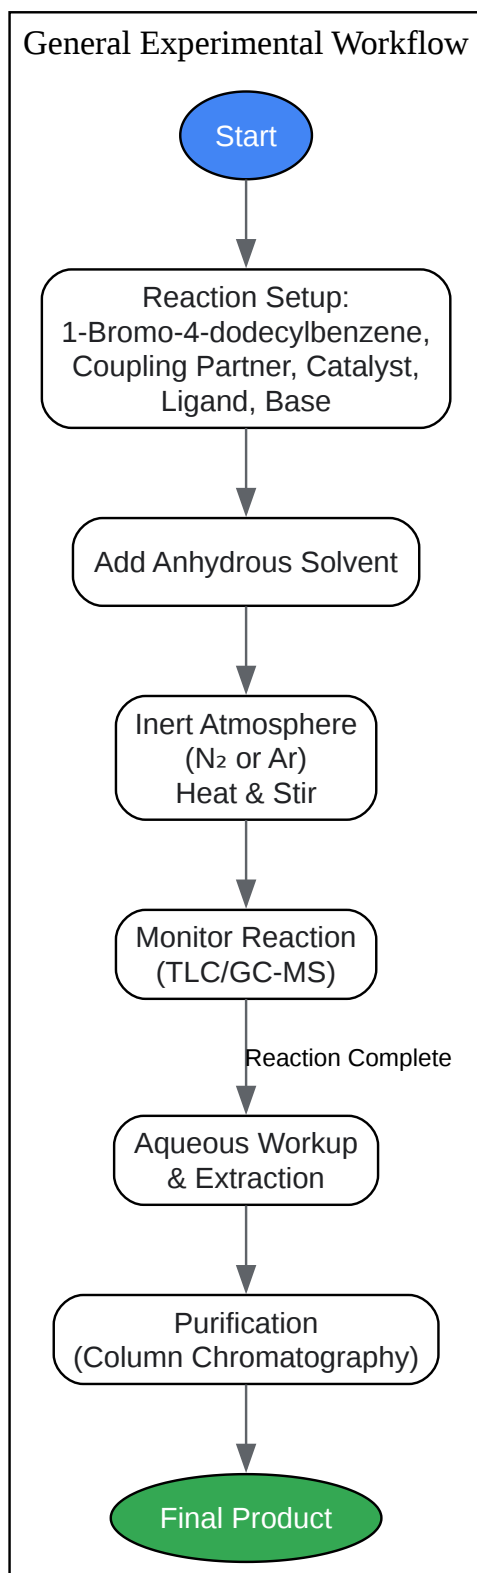 General Experimental Workflow
Start
Reaction Setup:
1-Bromo-4-dodecylbenzene,
Coupling Partner, Catalyst,
Ligand, Base
Add Anhydrous Solvent
Inert Atmosphere
(N₂ or Ar)
Heat & Stir
Monitor Reaction
(TLC/GC-MS)
Reaction Complete
Aqueous Workup
& Extraction
Purification
(Column Chromatography)
Final Product